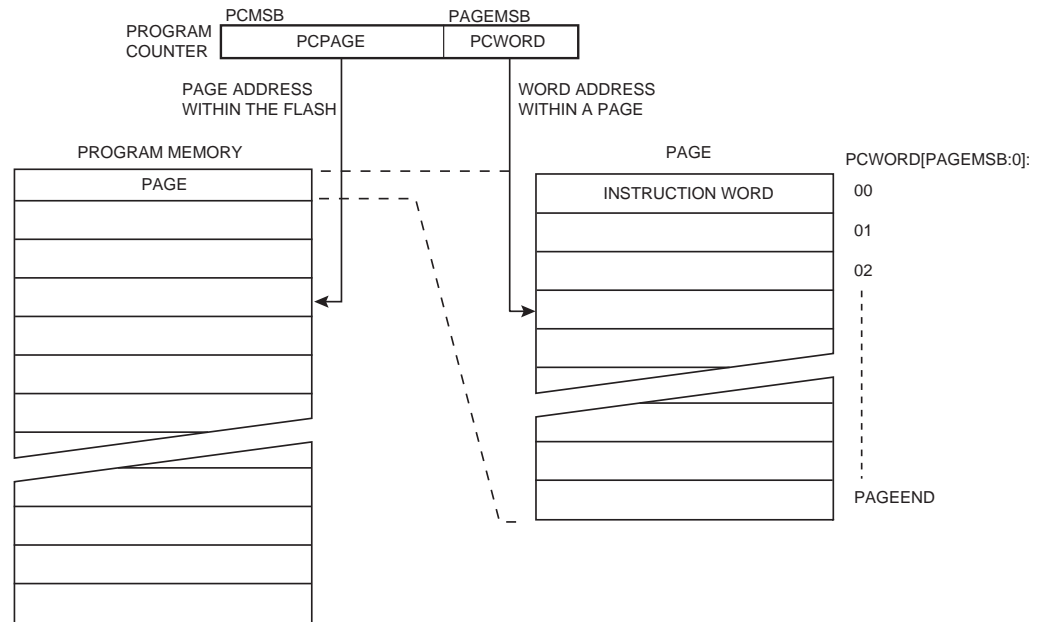 PCMSB
PAGEMSB
PROGRAM
COUNTER
PCPAGE
PCWORD
PAGE ADDRESS
WITHIN THE FLASH
WORD ADDRESS
WITHIN A PAGE
PROGRAM MEMORY
PAGE
PAGE
PCWORD[PAGEMSB:0]:
INSTRUCTION WORD
00
01
02
PAGEEND